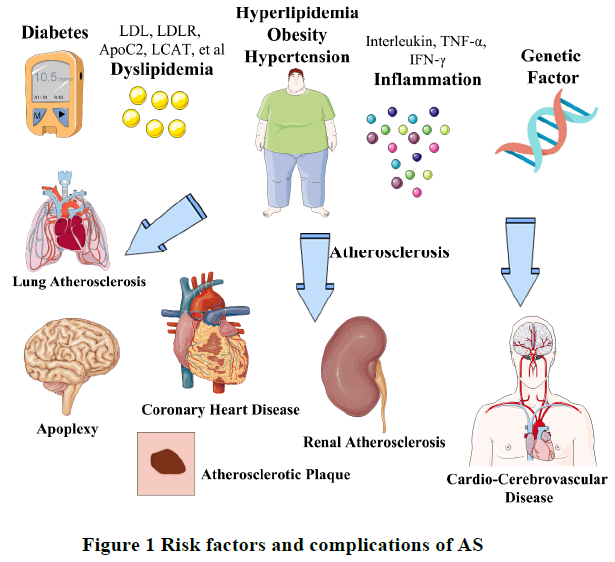 Diabetes
LDL, LDLR,
ApoC2, LCAT, et al
Dyslipidemia
Hyperlipidemia
Obesity
Hypertension
Interleukin, TNF-α,
IFN-γ
Inflammation
Genetic
Factor
10.5
M
Atherosclerosis
Lung Atherosclerosis
Apoplexy
Coronary Heart Disease
Renal Atherosclerosis
Atherosclerotic Plaque
Cardio-Cerebrovascular
Disease
Figure 1 Risk factors and complications of AS